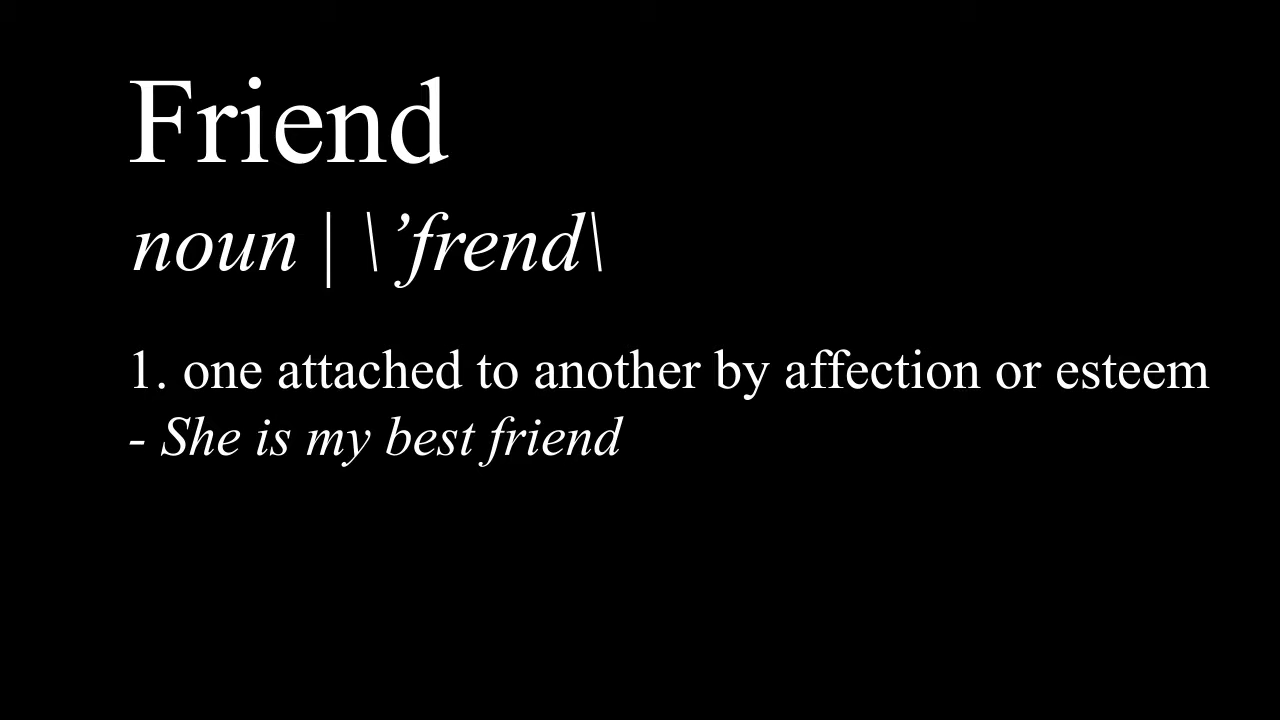 Friend
noun | \’frend\
1. one attached to another by affection or esteem
- She is my best friend